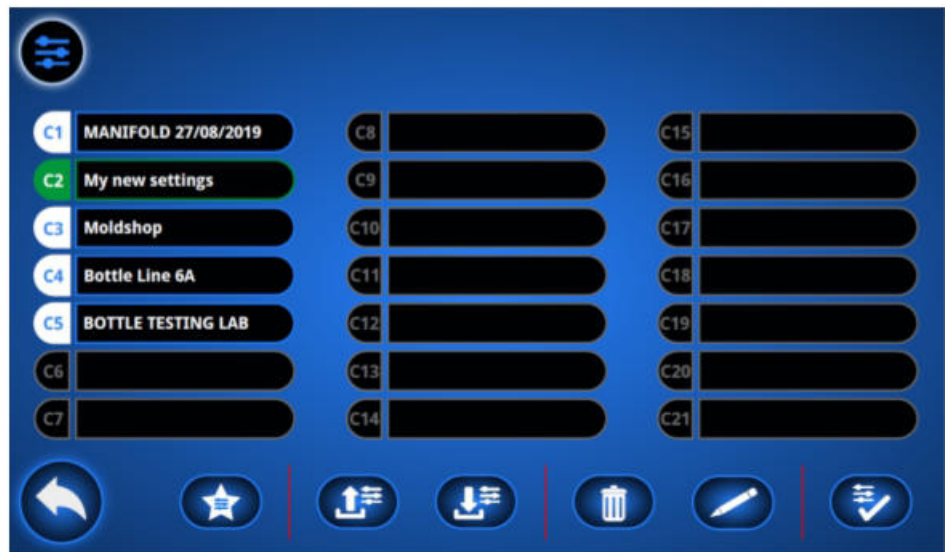 C1 MANIFOLD 27/08/2019
C2 My new settings
C3 Moldshop
C4 Bottle Line 6A
C5 BOTTLE TESTING LAB
C6
C7
C8
C9
C10
C11
C12
C13
C14
C15
C16
C17
C18
C19
C20
C21